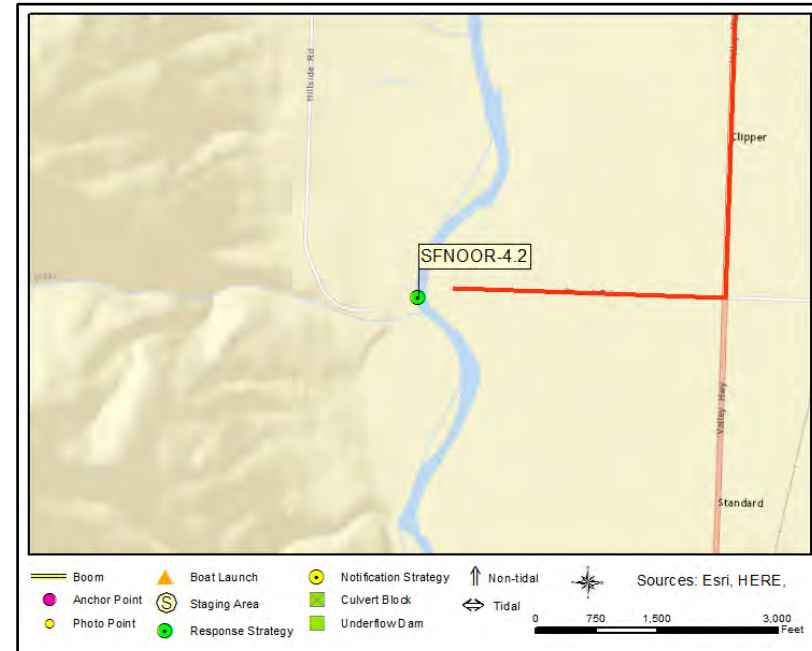 Hillside Rd
Clipper
SFNOOR-4.2
Valley Hwy
Standard
Boom
Boat Launch
Notification Strategy
Non-tidal
Sources: Esri, HERE,
Anchor Point
Staging Area
Culvert Block
Tidal
Photo Point
Response Strategy
Underflow Dam
0 750 1,500 3,000
Feet